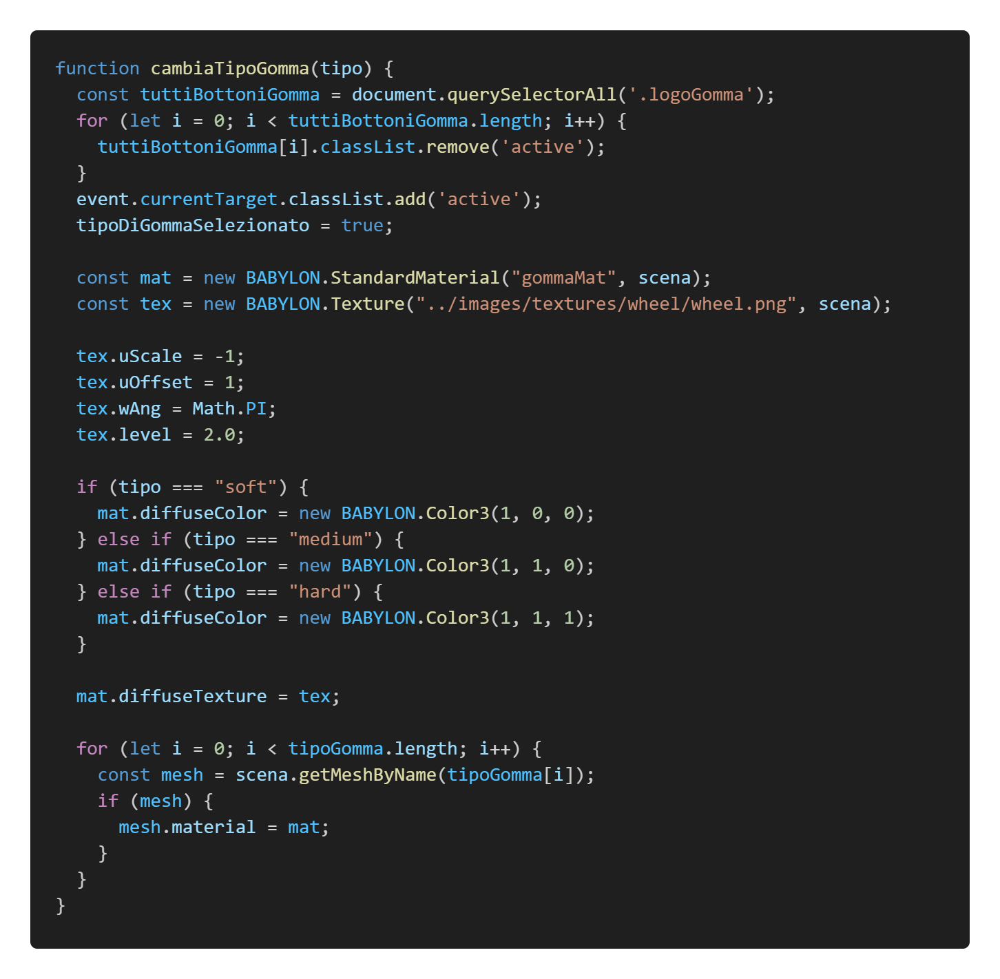 function cambiaTipoGomma(tipo) {
  const tuttiBottoniGomma = document.querySelectorAll('.logoGomma');
  for (let i = 0; i < tuttiBottoniGomma.length; i++) {
    tuttiBottoniGomma[i].classList.remove('active');
  }
  event.currentTarget.classList.add('active');
  tipoDiGommaSelezionato = true;

  const mat = new BABYLON.StandardMaterial("gommaMat", scena);
  const tex = new BABYLON.Texture("../images/textures/wheel/wheel.png", scena);

  tex.uScale = -1;
  tex.uOffset = 1;
  tex.wAng = Math.PI;
  tex.level = 2.0;

  if (tipo === "soft") {
    mat.diffuseColor = new BABYLON.Color3(1, 0, 0);
  } else if (tipo === "medium") {
    mat.diffuseColor = new BABYLON.Color3(1, 1, 0);
  } else if (tipo === "hard") {
    mat.diffuseColor = new BABYLON.Color3(1, 1, 1);
  }

  mat.diffuseTexture = tex;

  for (let i = 0; i < tipoGomma.length; i++) {
    const mesh = scena.getMeshByName(tipoGomma[i]);
    if (mesh) {
      mesh.material = mat;
    }
  }
}